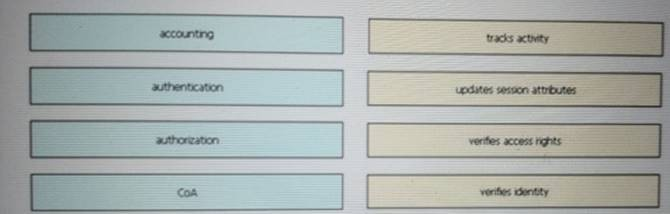 accounting
tracks activity
authentication
updates session attributes
authorization
verifies access rights
CoA
verifies identity